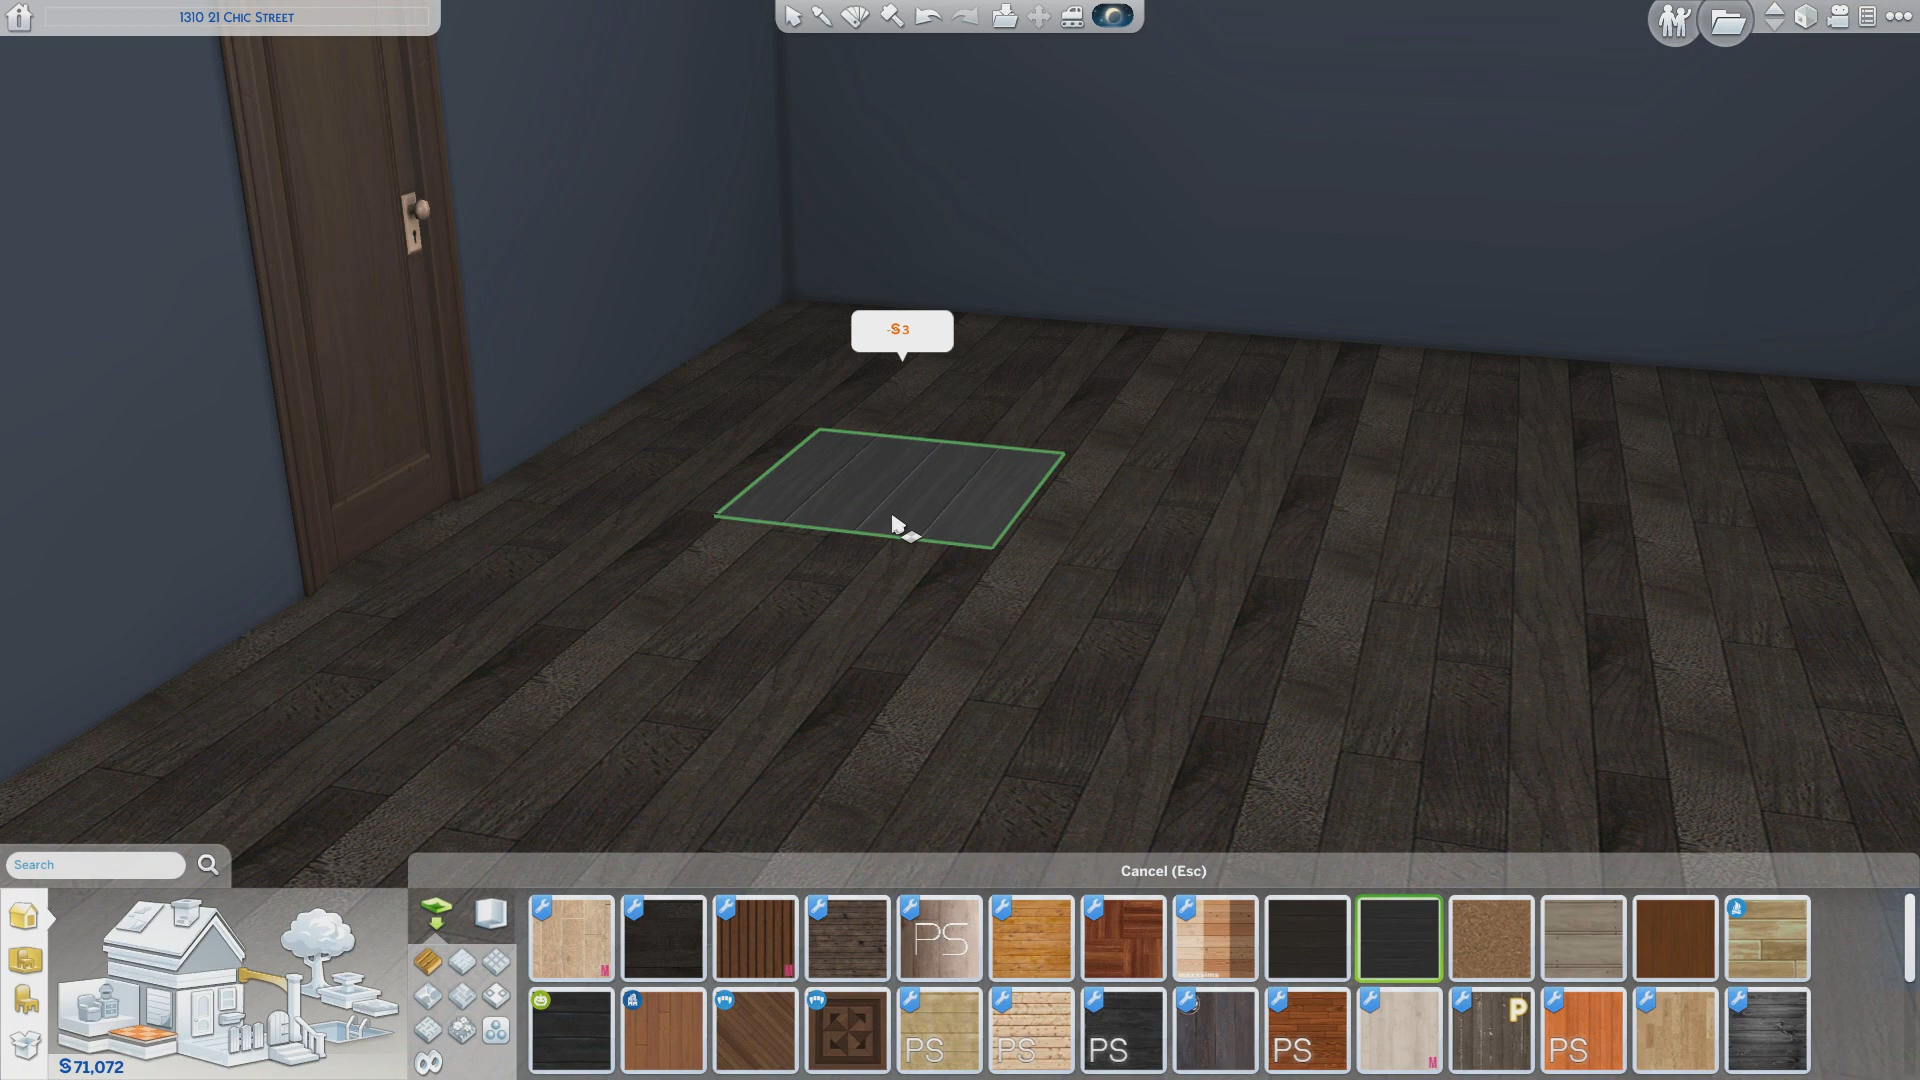 1310 21 Chic Street
-§3
Search
Cancel (Esc)
M
M
PS
PS
PS
PS
PS
M
P
PS
§71,072